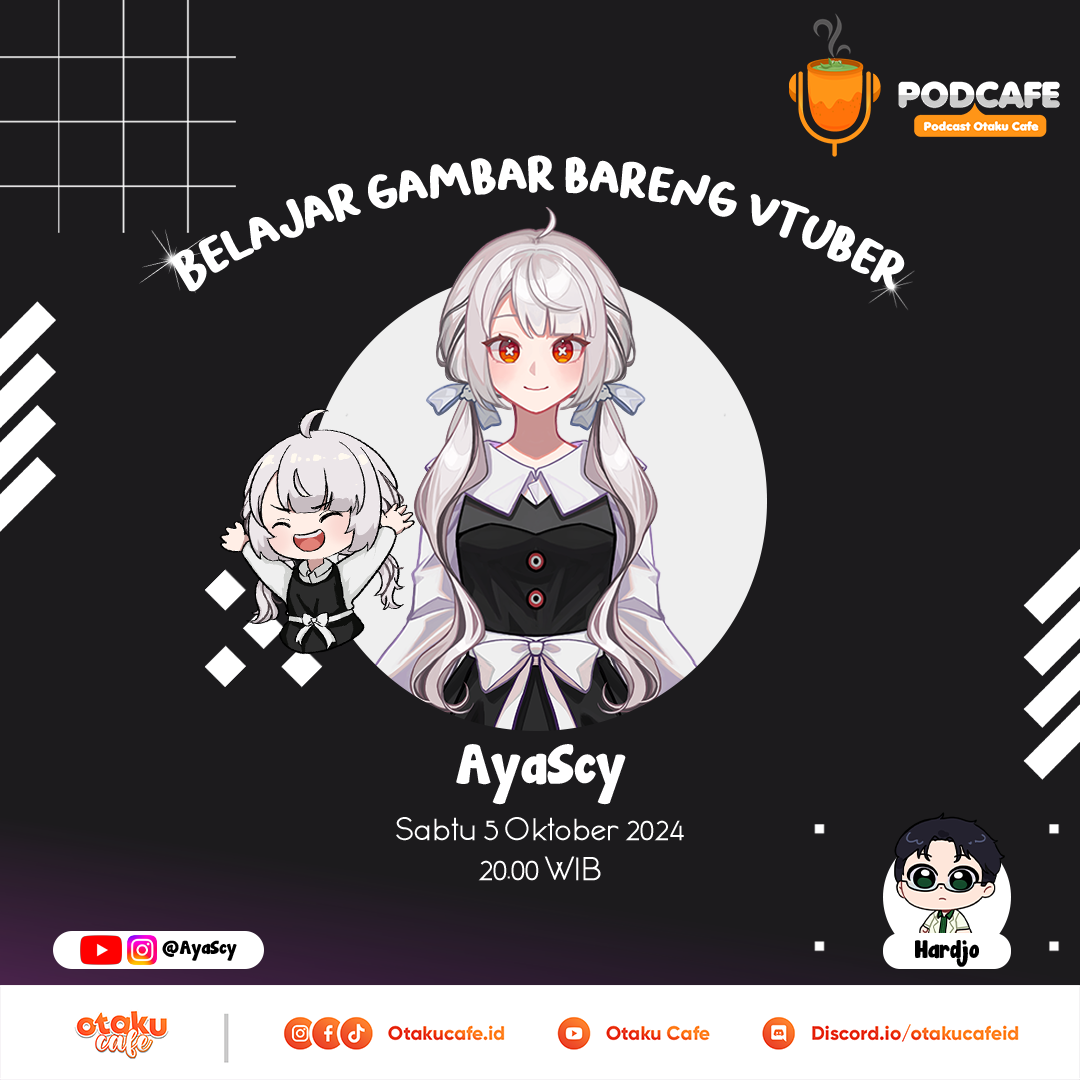 PODCAFE
Podcast Otaku Cafe
BELAJAR GAMBAR BARENG VTUBER
AyaScy
Sabtu 5 Oktober 2024
20.00 WIB
@AyaScy
Hardjo
otaku
cafe
Otakucafe.id
Otaku Cafe
Discord.io/otakucafeid